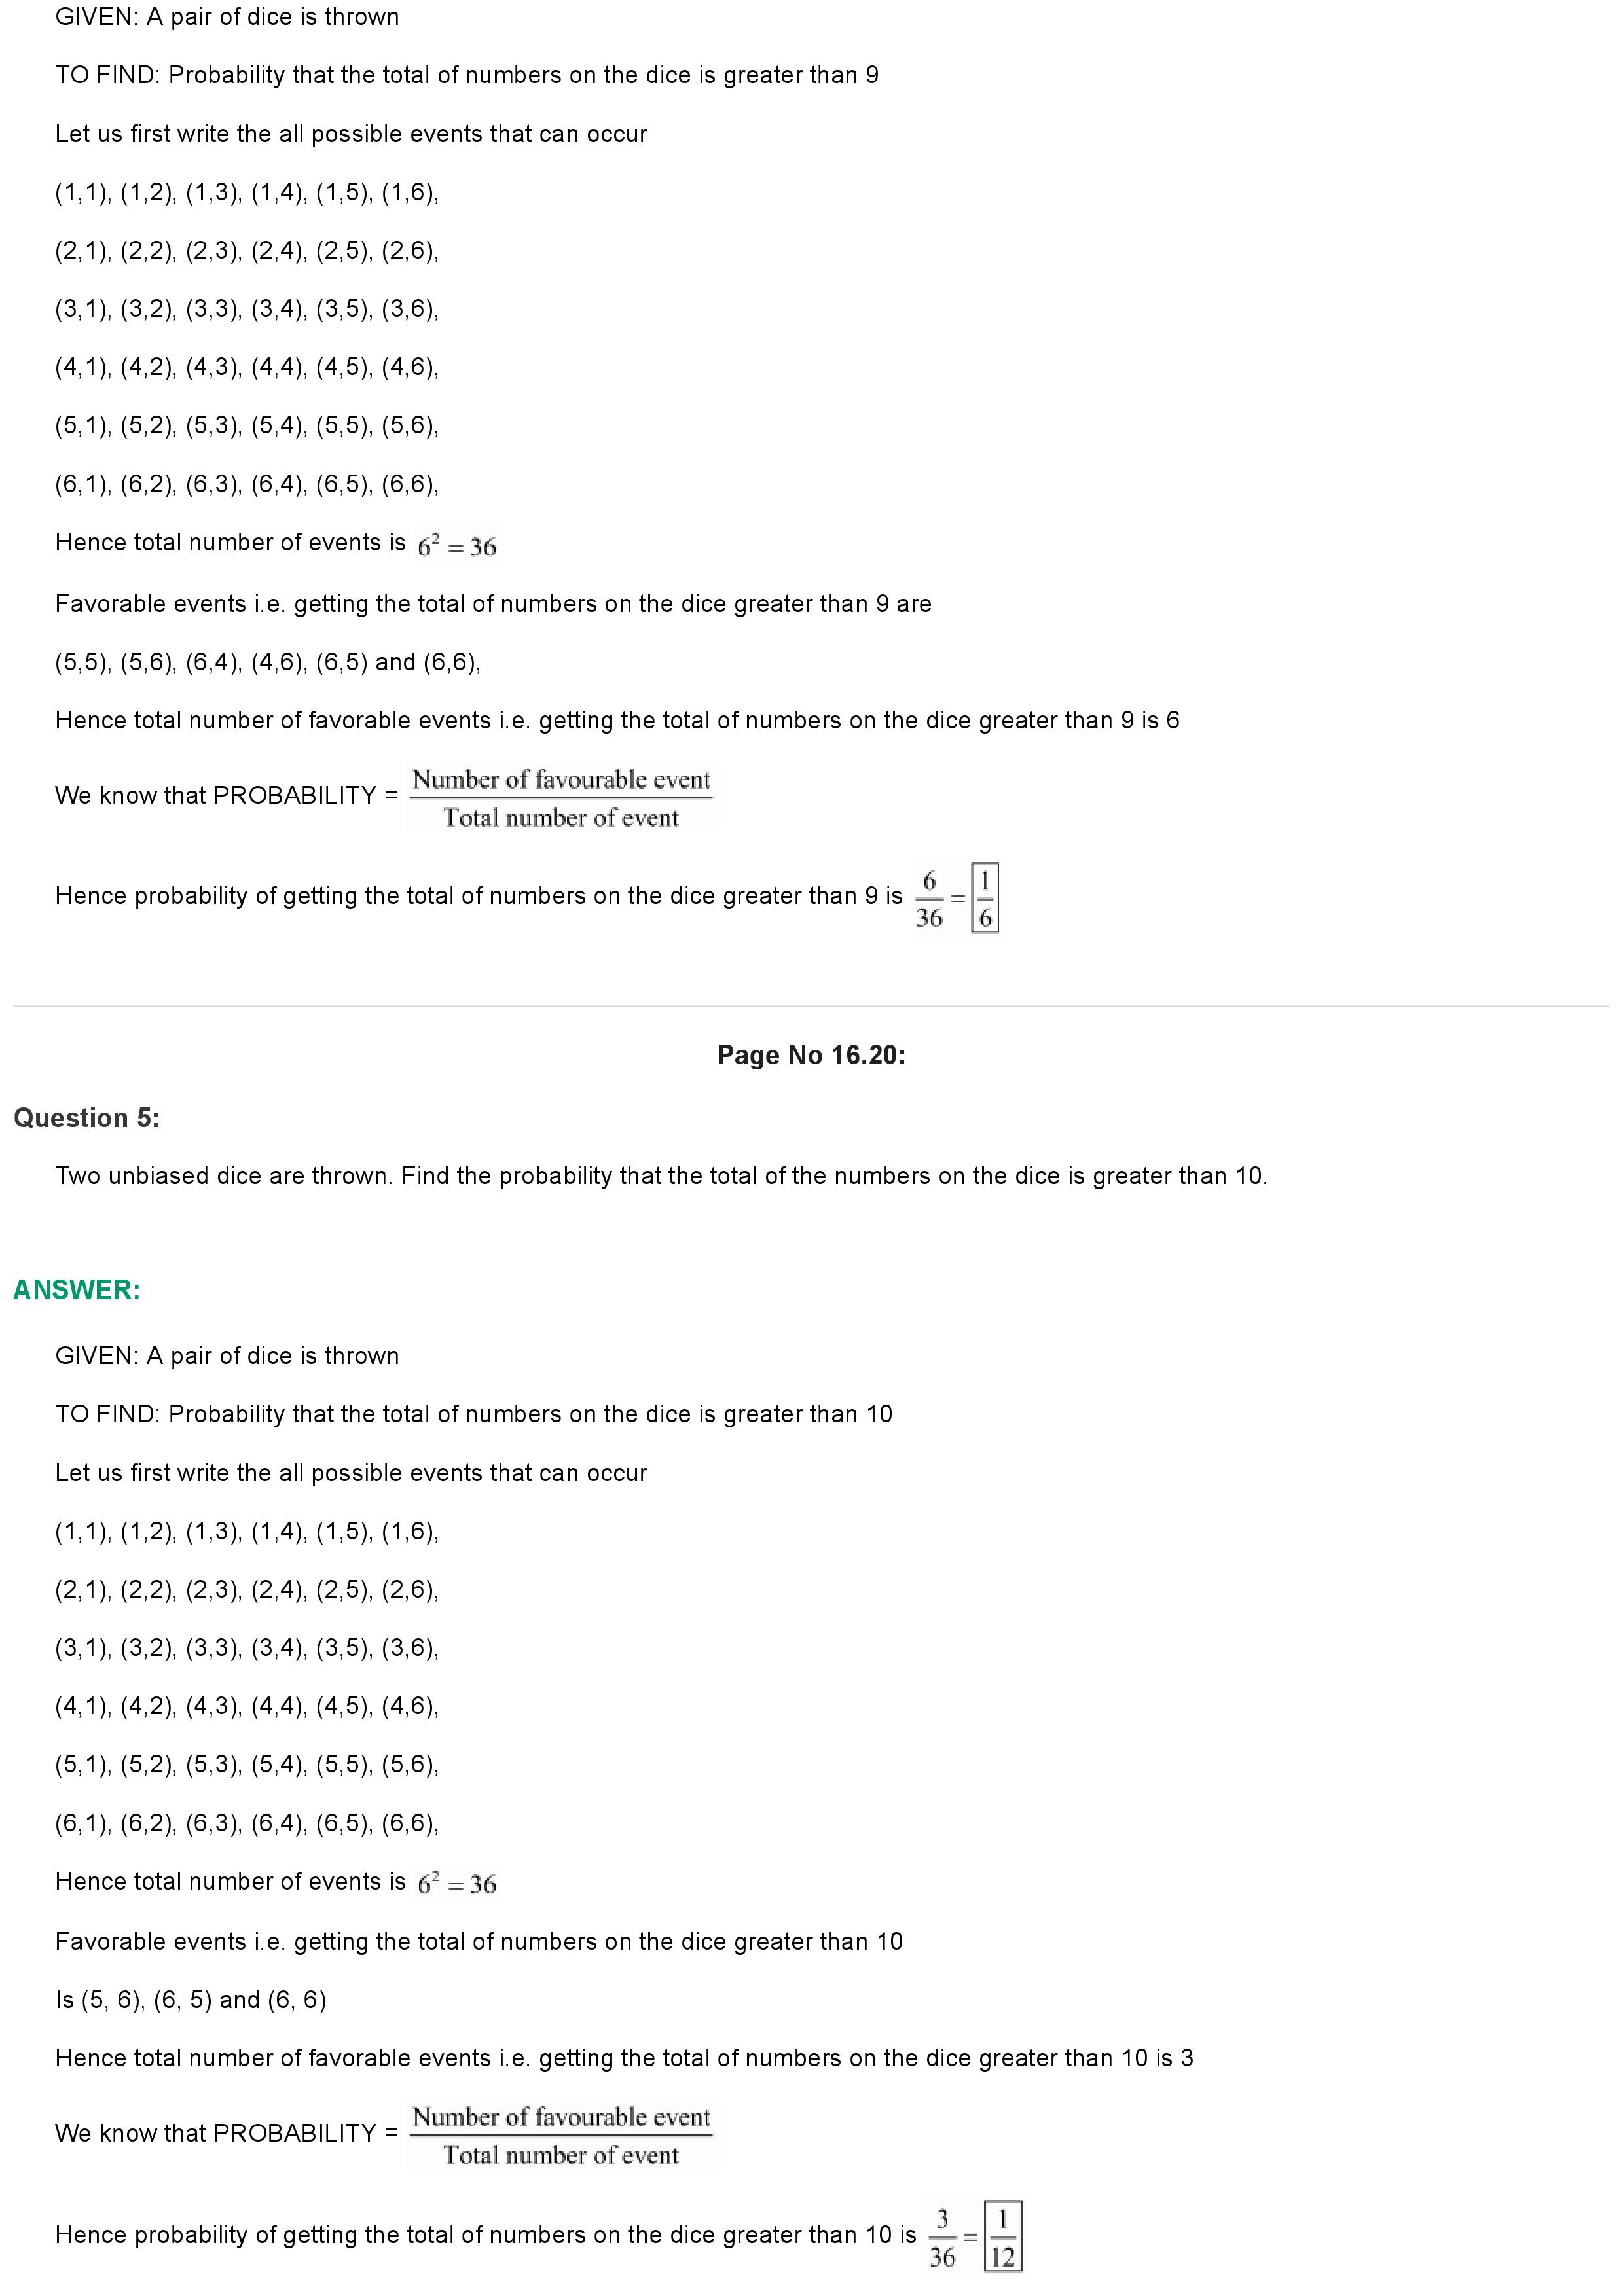 GIVEN: A pair of dice is thrown
TO FIND: Probability that the total of numbers on the dice is greater than 9
Let us first write the all possible events that can occur
(1,1), (1,2), (1,3), (1,4), (1,5), (1,6),
(2,1), (2,2), (2,3), (2,4), (2,5), (2,6),
(3,1), (3,2), (3,3), (3,4), (3,5), (3,6),
(4,1), (4,2), (4,3), (4,4), (4,5), (4,6),
(5,1), (5,2), (5,3), (5,4), (5,5), (5,6),
(6,1), (6,2), (6,3), (6,4), (6,5), (6,6),
Hence total number of events is 6² = 36
Favorable events i.e. getting the total of numbers on the dice greater than 9 are
(5,5), (5,6), (6,4), (4,6), (6,5) and (6,6),
Hence total number of favorable events i.e. getting the total of numbers on the dice greater than 9 is 6
We know that PROBABILITY = Number of favourable event / Total number of event
Hence probability of getting the total of numbers on the dice greater than 9 is 6/36 = 1/6
Page No 16.20:
Question 5:
Two unbiased dice are thrown. Find the probability that the total of the numbers on the dice is greater than 10.
ANSWER:
GIVEN: A pair of dice is thrown
TO FIND: Probability that the total of numbers on the dice is greater than 10
Let us first write the all possible events that can occur
(1,1), (1,2), (1,3), (1,4), (1,5), (1,6),
(2,1), (2,2), (2,3), (2,4), (2,5), (2,6),
(3,1), (3,2), (3,3), (3,4), (3,5), (3,6),
(4,1), (4,2), (4,3), (4,4), (4,5), (4,6),
(5,1), (5,2), (5,3), (5,4), (5,5), (5,6),
(6,1), (6,2), (6,3), (6,4), (6,5), (6,6),
Hence total number of events is 6² = 36
Favorable events i.e. getting the total of numbers on the dice greater than 10
Is (5, 6), (6, 5) and (6, 6)
Hence total number of favorable events i.e. getting the total of numbers on the dice greater than 10 is 3
We know that PROBABILITY = Number of favourable event / Total number of event
Hence probability of getting the total of numbers on the dice greater than 10 is 3/36 = 1/12